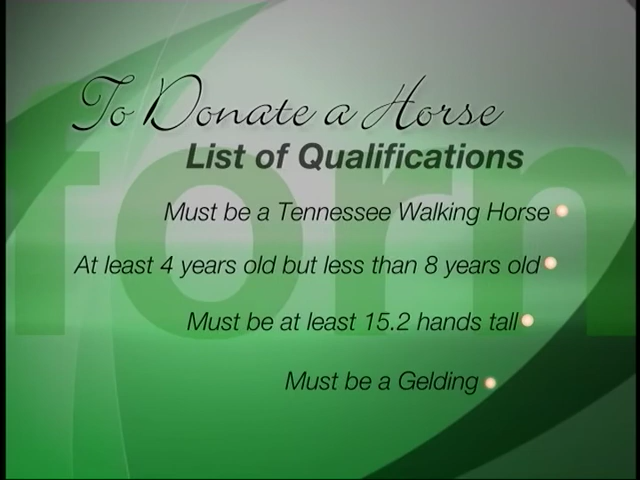 To Donate a Horse
List of Qualifications
Must be a Tennessee Walking Horse
At least 4 years old but less than 8 years old
Must be at least 15.2 hands tall
Must be a Gelding